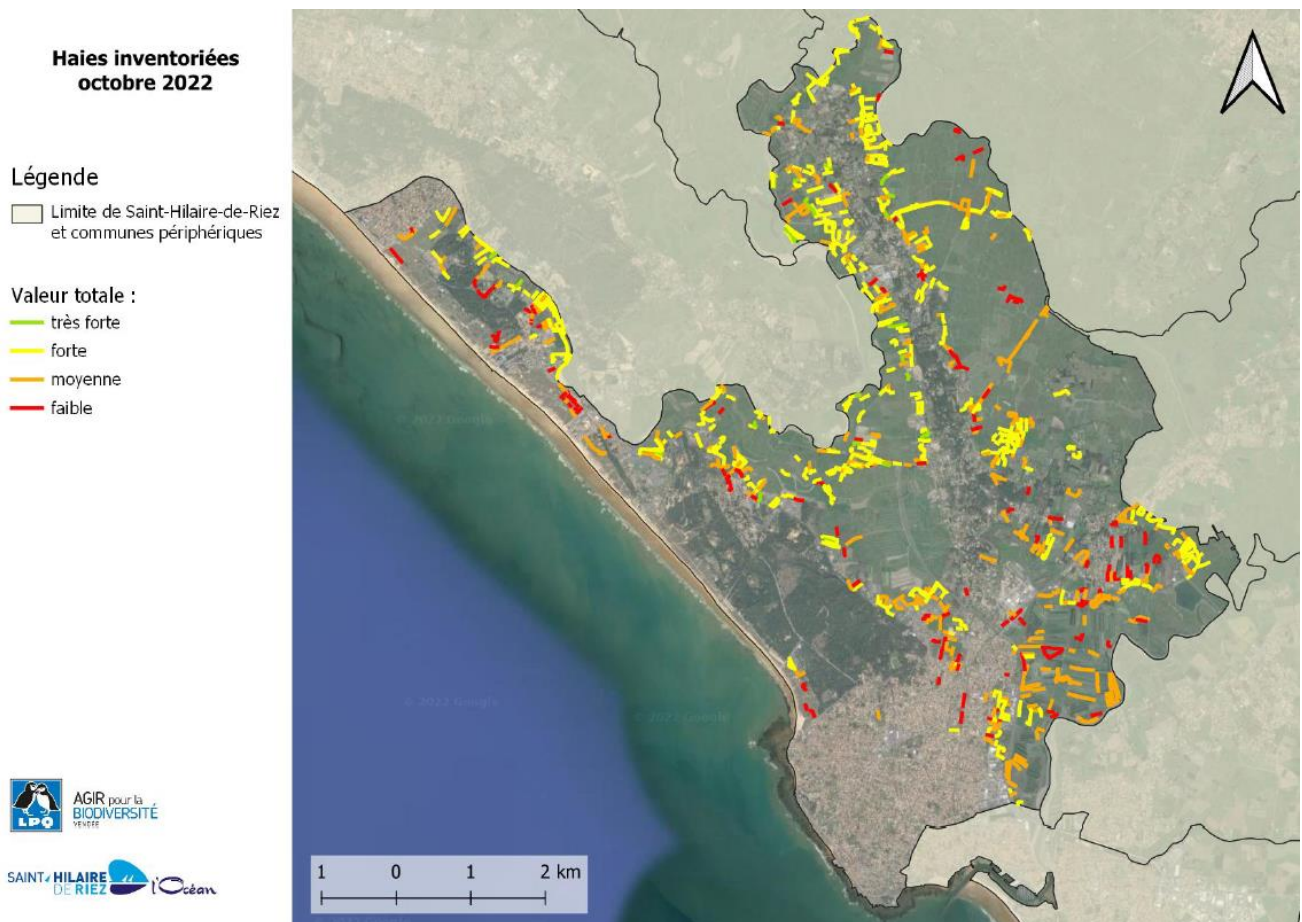 Haies inventoriées
octobre 2022
Légende
Limite de Saint-Hilaire-de-Riez
et communes périphériques
Valeur totale :
très forte
forte
moyenne
faible
© 2022 Google
© 2022 Google
© 2022 Google
© 2022 Google
LPO
AGIR pour la
BIODIVERSITÉ
VENDÉE
SAINT HILAIRE
DE RIEZ l'Océan
1 0 1 2 km